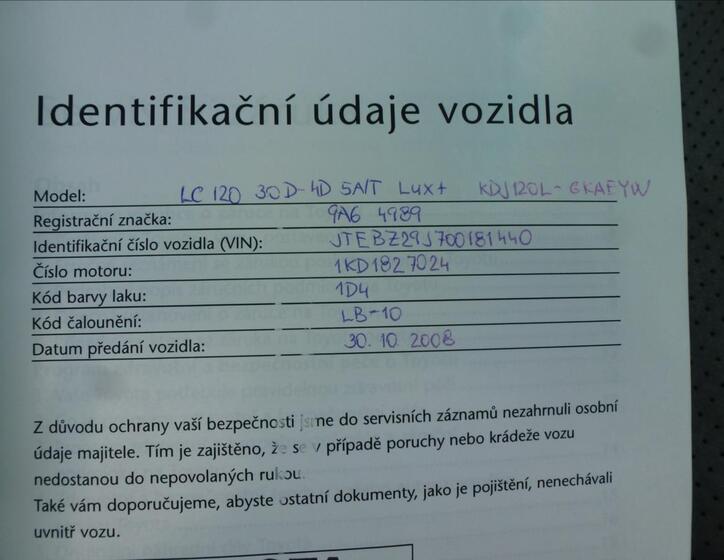 Identifikační údaje vozidla
Model: LC 120 30D-4D 5A/T Lux+ KDJ120L-GKAEYW
Registrační značka: 9A6 4989
Identifikační číslo vozidla (VIN): JTEBZ29J700181440
Číslo motoru: 1KD1827024
Kód barvy laku: 1D4
Kód čalounění: LB-10
Datum předání vozidla: 30. 10. 2008
Z důvodu ochrany vaší bezpečnosti jsme do servisních záznamů nezahrnuli osobní
údaje majitele. Tím je zajištěno, že se v případě poruchy nebo krádeže vozu
nedostanou do nepovolaných rukou.
Také vám doporučujeme, abyste ostatní dokumenty, jako je pojištění, nenechávali
uvnitř vozu.